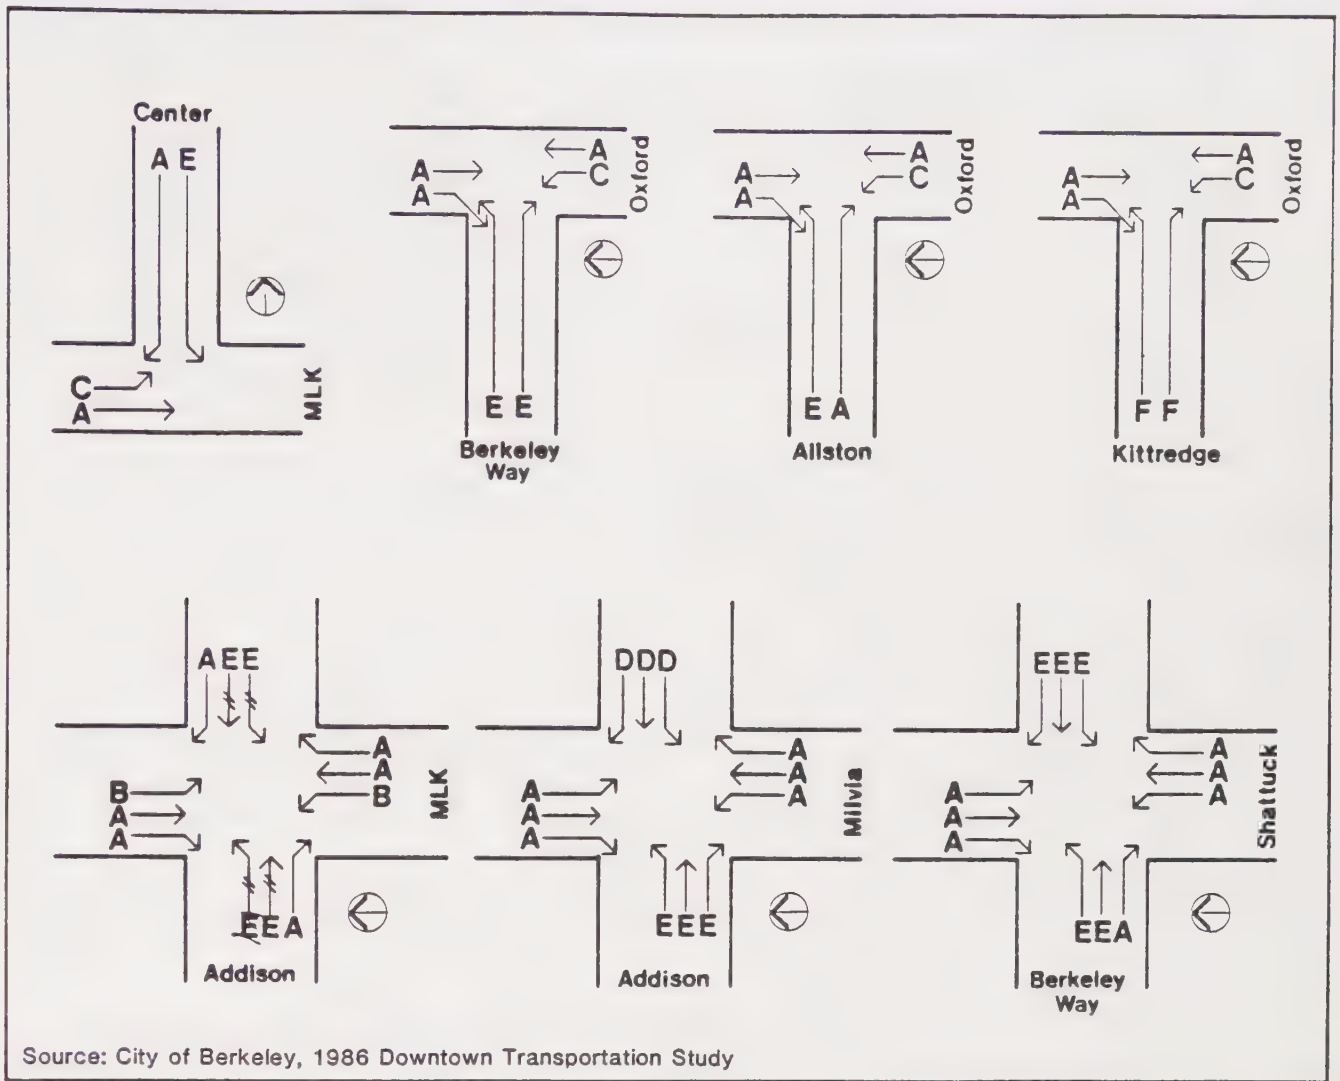 Center
A E
C
A
MLK
A
A
A
C
Oxford
E E
Berkeley
Way
A
A
A
C
Oxford
E A
Allston
A
A
A
C
Oxford
F F
Kittredge
A E E
B
A
A
A
A
B
MLK
E E A
Addison
D D D
A
A
A
A
A
A
Milvia
E E E
Addison
E E E
A
A
A
A
A
A
Shattuck
E E A
Berkeley
Way
Source: City of Berkeley, 1986 Downtown Transportation Study